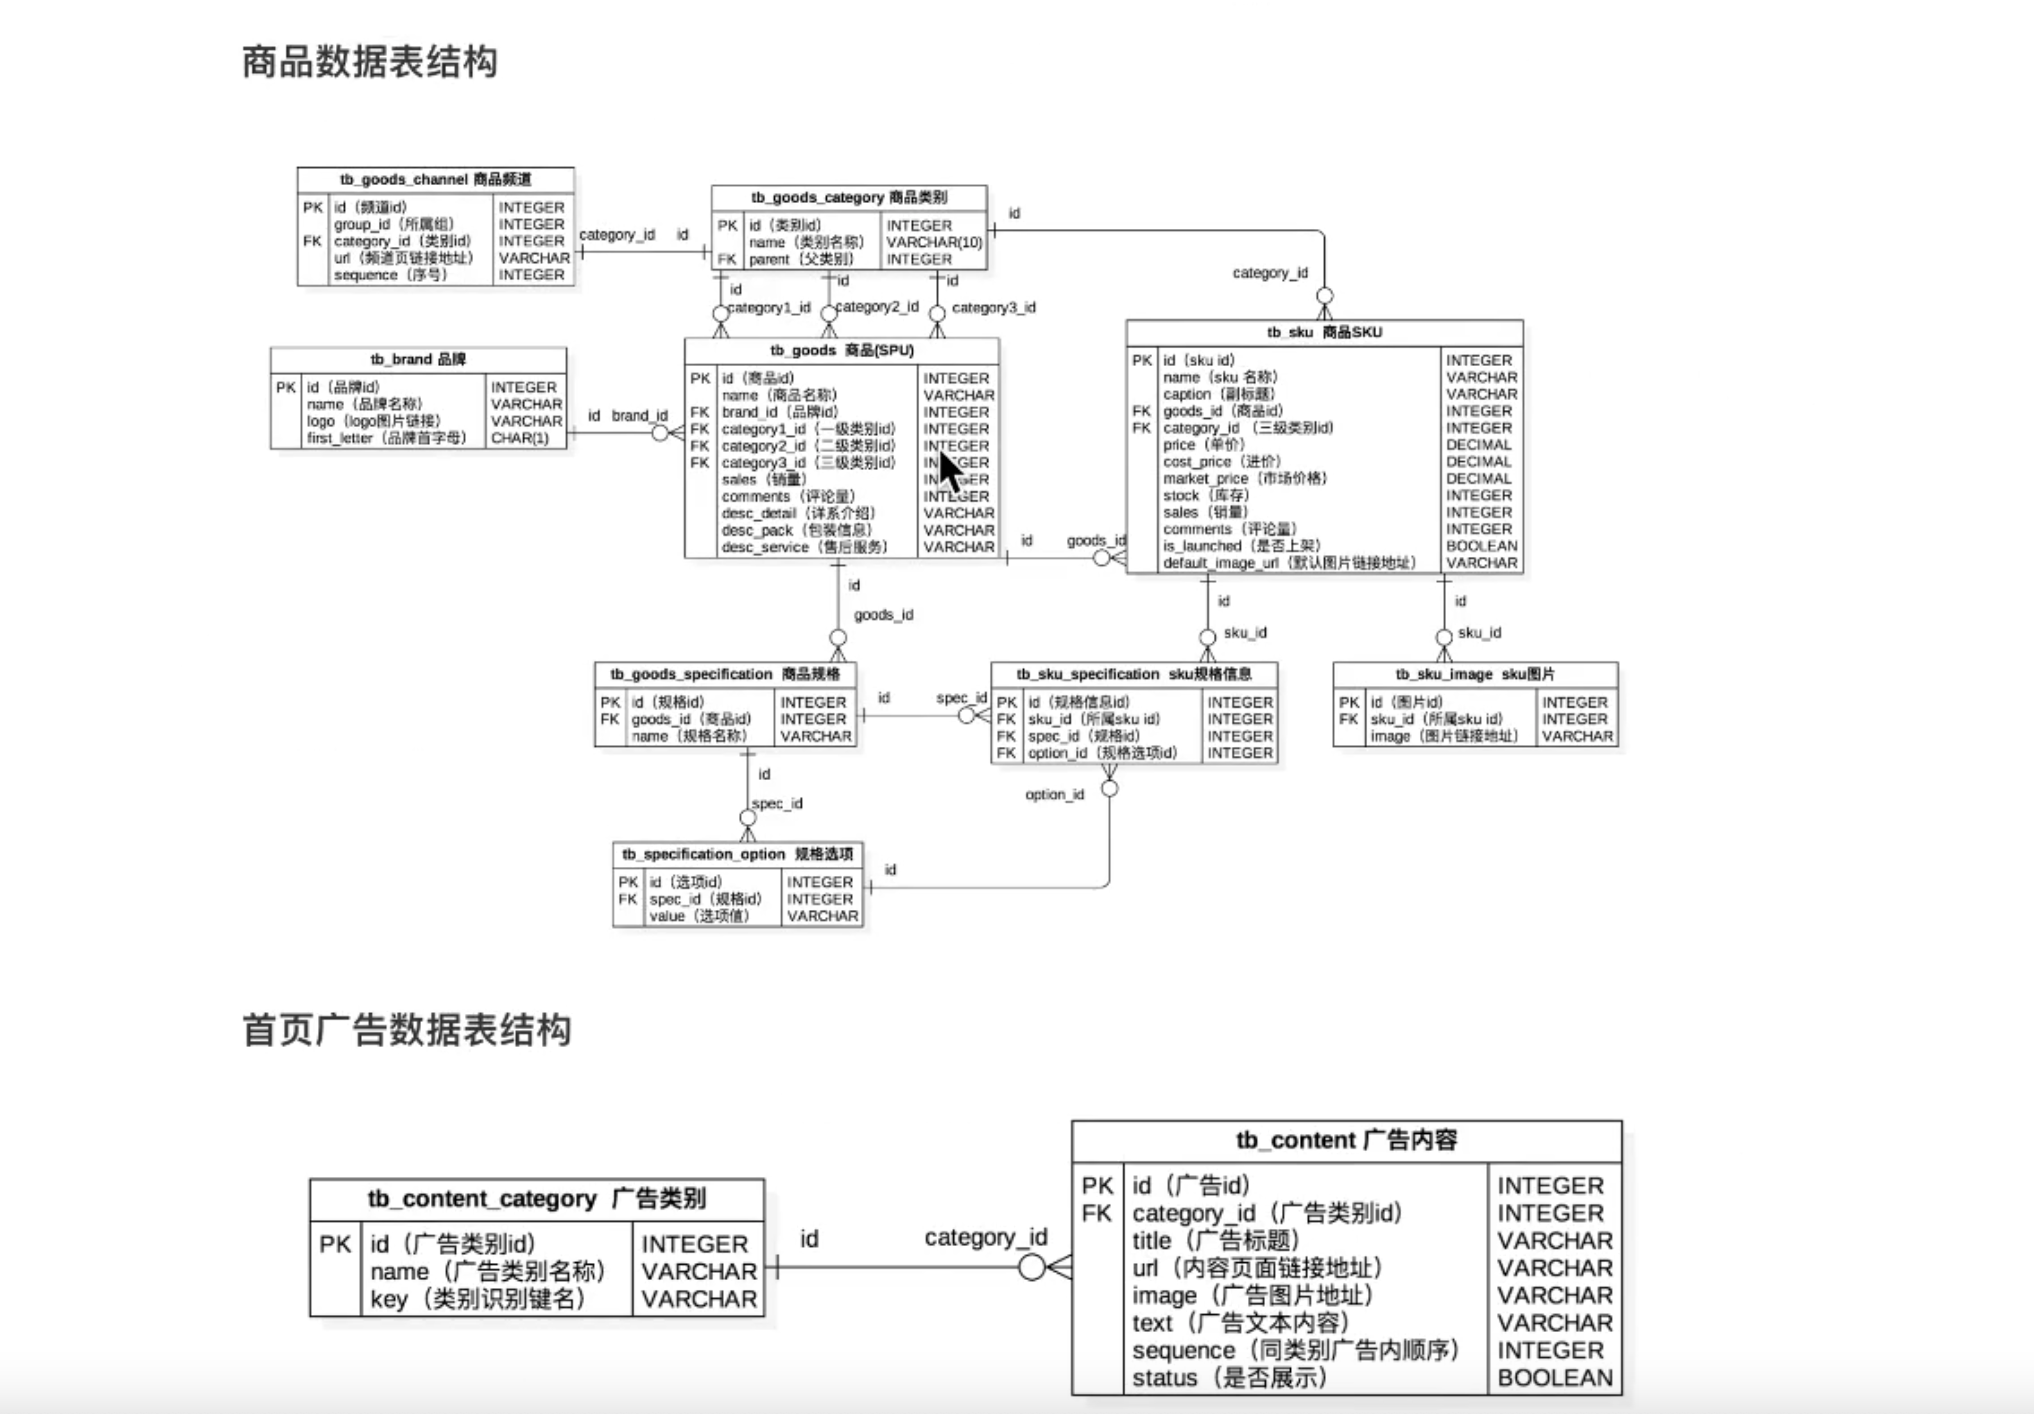 商品数据表结构
tb_goods_channel 商品频道
PK id（频道id） INTEGER
group_id（所属组） INTEGER
FK category_id（类别id） INTEGER
url（频道页链接地址） VARCHAR
sequence（序号） INTEGER
category_id id
tb_goods_category 商品类别
PK id（类别id） INTEGER
name（类别名称） VARCHAR(10)
FK parent（父类别） INTEGER
id
category_id
id category1_id
id category2_id
id category3_id
tb_brand 品牌
PK id（品牌id） INTEGER
name（品牌名称） VARCHAR
logo（logo图片链接） VARCHAR
first_letter（品牌首字母） CHAR(1)
id brand_id
tb_goods 商品(SPU)
PK id（商品id） INTEGER
name（商品名称） VARCHAR
FK brand_id（品牌id） INTEGER
FK category1_id（一级类别id） INTEGER
FK category2_id（二级类别id） INTEGER
FK category3_id（三级类别id） INTEGER
sales（销量） INTEGER
comments（评论量） INTEGER
desc_detail（详系介绍） VARCHAR
desc_pack（包装信息） VARCHAR
desc_service（售后服务） VARCHAR
id goods_id
tb_sku 商品SKU
PK id（sku id） INTEGER
name（sku 名称） VARCHAR
caption（副标题） VARCHAR
FK goods_id（商品id） INTEGER
FK category_id （三级类别id） INTEGER
price（单价） DECIMAL
cost_price（进价） DECIMAL
market_price（市场价格） DECIMAL
stock（库存） INTEGER
sales（销量） INTEGER
comments（评论量） INTEGER
is_launched（是否上架） BOOLEAN
default_image_url（默认图片链接地址） VARCHAR
id
goods_id
id
sku_id
id
sku_id
tb_goods_specification 商品规格
PK id（规格id） INTEGER
FK goods_id（商品id） INTEGER
name（规格名称） VARCHAR
id spec_id
tb_sku_specification sku规格信息
PK id（规格信息id） INTEGER
FK sku_id（所属sku id） INTEGER
FK spec_id（规格id） INTEGER
FK option_id（规格选项id） INTEGER
tb_sku_image sku图片
PK id（图片id） INTEGER
FK sku_id（所属sku id） INTEGER
image（图片链接地址） VARCHAR
id
spec_id
option_id
tb_specification_option 规格选项
PK id（选项id） INTEGER
FK spec_id（规格id） INTEGER
value（选项值） VARCHAR
id
首页广告数据表结构
tb_content_category 广告类别
PK id（广告类别id） INTEGER
name（广告类别名称） VARCHAR
key（类别识别键名） VARCHAR
id category_id
tb_content 广告内容
PK id（广告id） INTEGER
FK category_id（广告类别id） INTEGER
title（广告标题） VARCHAR
url（内容页面链接地址） VARCHAR
image（广告图片地址） VARCHAR
text（广告文本内容） VARCHAR
sequence（同类别广告内顺序） INTEGER
status（是否展示） BOOLEAN